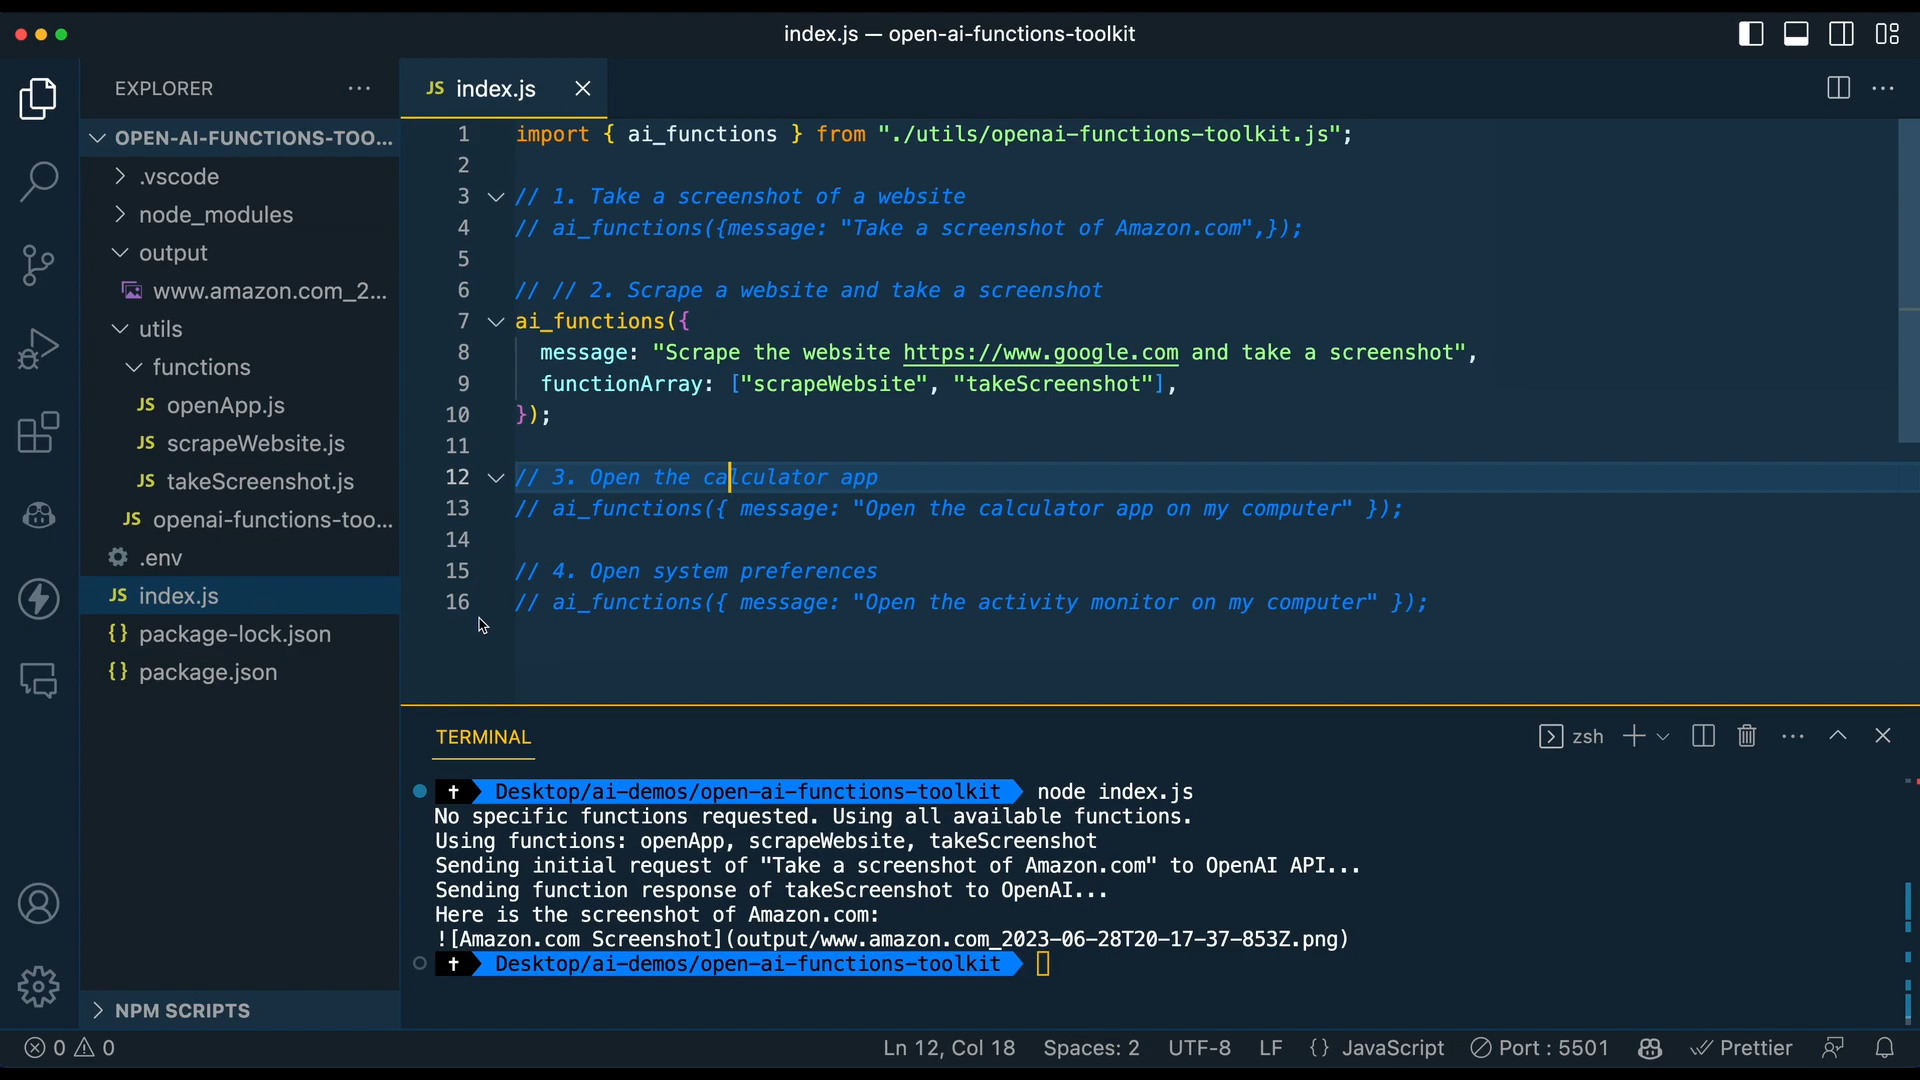 index.js — open-ai-functions-toolkit
EXPLORER
JS index.js
OPEN-AI-FUNCTIONS-TOO...
.vscode
node_modules
output
www.amazon.com_2...
utils
functions
JS openApp.js
JS scrapeWebsite.js
JS takeScreenshot.js
JS openai-functions-too...
.env
JS index.js
{} package-lock.json
{} package.json
NPM SCRIPTS
1 import { ai_functions } from "./utils/openai-functions-toolkit.js";
2
3 // 1. Take a screenshot of a website
4 // ai_functions({message: "Take a screenshot of Amazon.com",});
5
6 // // 2. Scrape a website and take a screenshot
7 ai_functions({
8 message: "Scrape the website https://www.google.com and take a screenshot",
9 functionArray: ["scrapeWebsite", "takeScreenshot"],
10 });
11
12 // 3. Open the calculator app
13 // ai_functions({ message: "Open the calculator app on my computer" });
14
15 // 4. Open system preferences
16 // ai_functions({ message: "Open the activity monitor on my computer" });
TERMINAL
zsh
Desktop/ai-demos/open-ai-functions-toolkit node index.js
No specific functions requested. Using all available functions.
Using functions: openApp, scrapeWebsite, takeScreenshot
Sending initial request of "Take a screenshot of Amazon.com" to OpenAI API...
Sending function response of takeScreenshot to OpenAI...
Here is the screenshot of Amazon.com:
![Amazon.com Screenshot](output/www.amazon.com_2023-06-28T20-17-37-853Z.png)
Desktop/ai-demos/open-ai-functions-toolkit
0 0
Ln 12, Col 18 Spaces: 2 UTF-8 LF {} JavaScript Port : 5501 Prettier